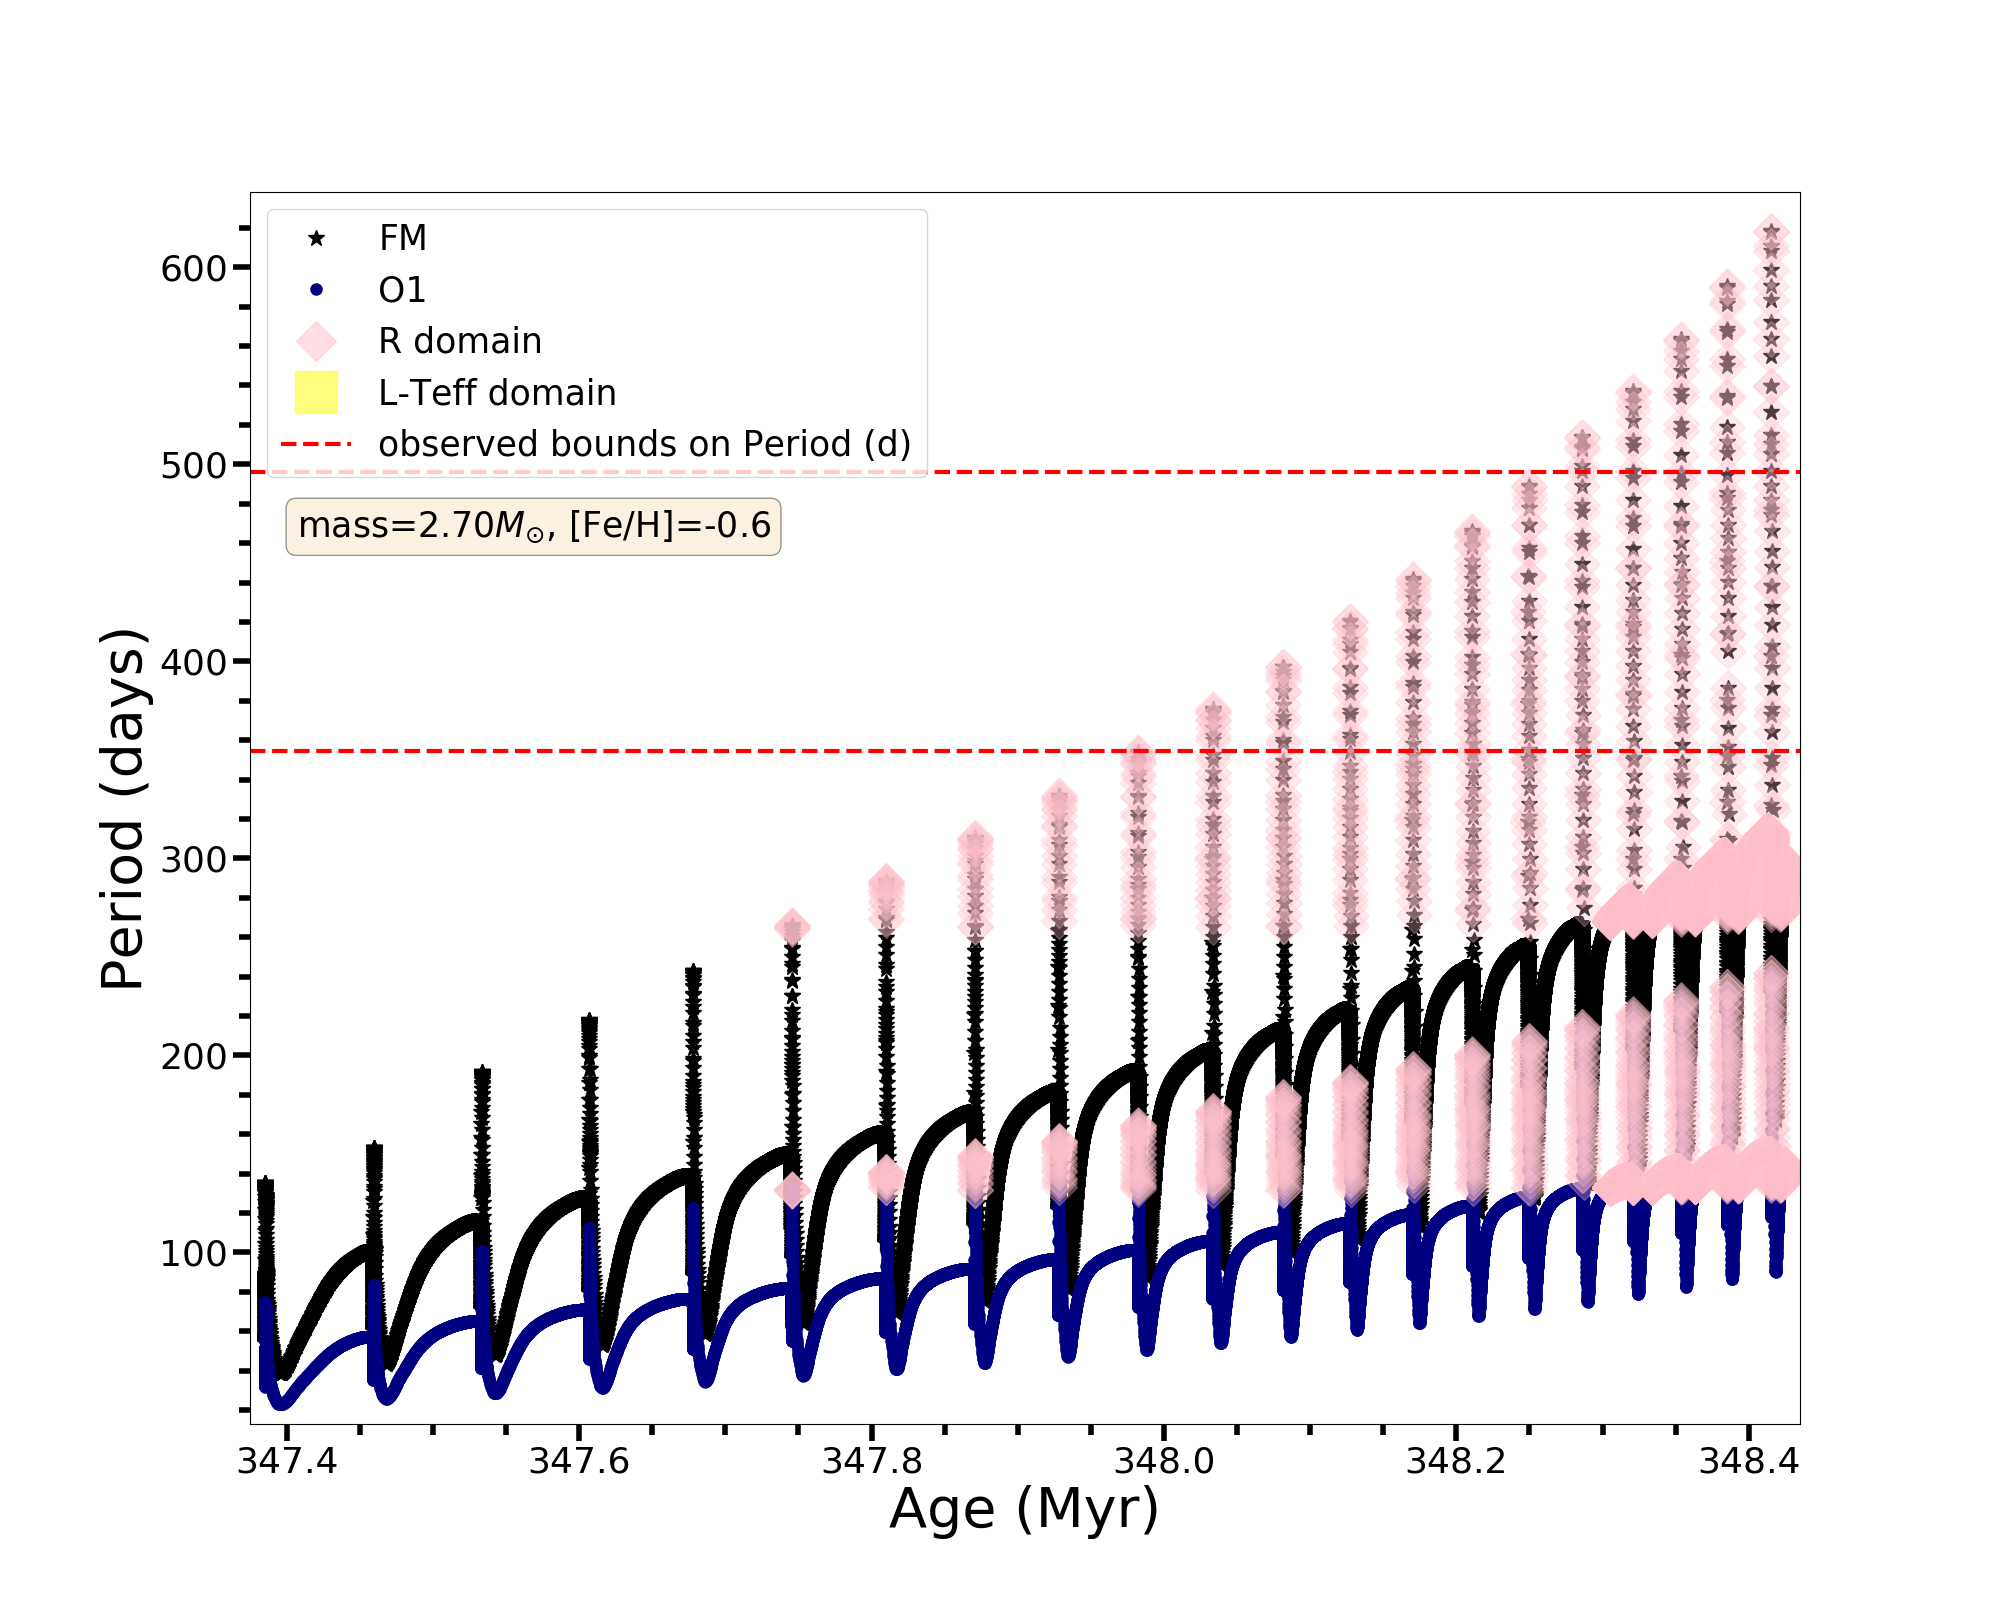 FM
O1
R domain
L-Teff domain
observed bounds on Period (d)
mass=2.70M⊙, [Fe/H]=-0.6
Period (days)
600
500
400
300
200
100
347.4 347.6 347.8 348.0 348.2 348.4
Age (Myr)